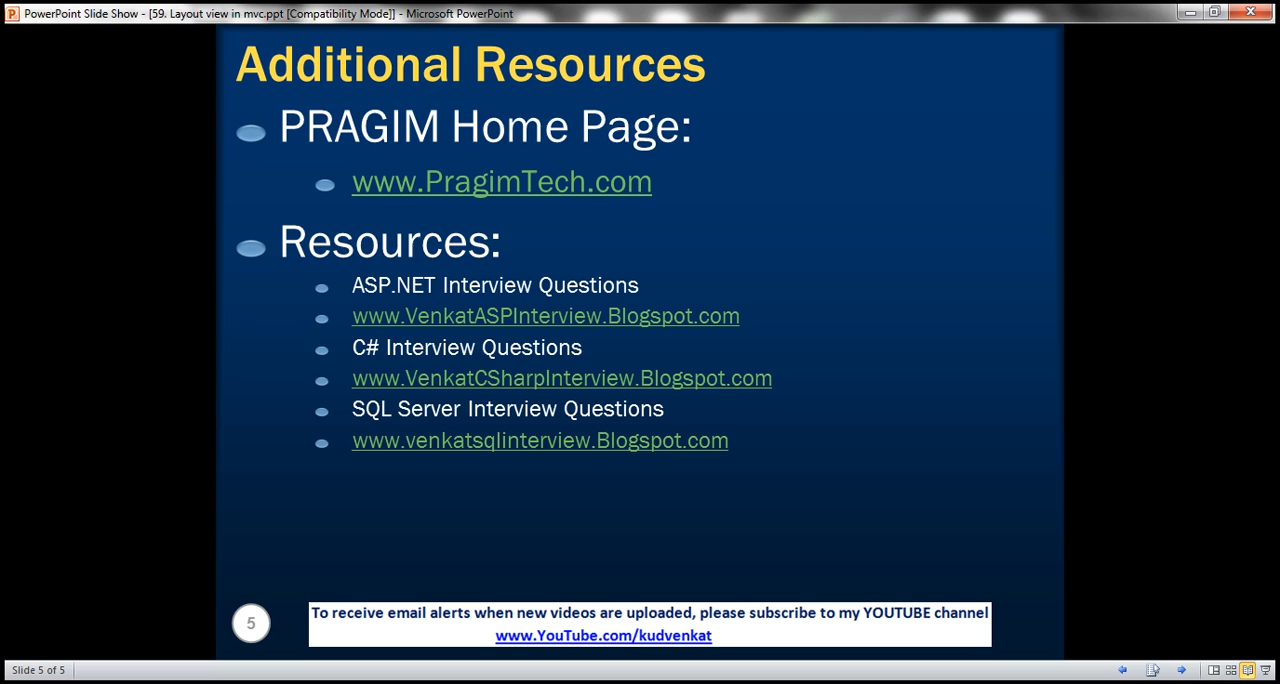 PowerPoint Slide Show - [59. Layout view in mvc.ppt [Compatibility Mode]] - Microsoft PowerPoint
Additional Resources
PRAGIM Home Page:
www.PragimTech.com
Resources:
ASP.NET Interview Questions
www.VenkatASPInterview.Blogspot.com
C# Interview Questions
www.VenkatCSharpInterview.Blogspot.com
SQL Server Interview Questions
www.venkatsqlinterview.Blogspot.com
5
To receive email alerts when new videos are uploaded, please subscribe to my YOUTUBE channel
www.YouTube.com/kudvenkat
Slide 5 of 5